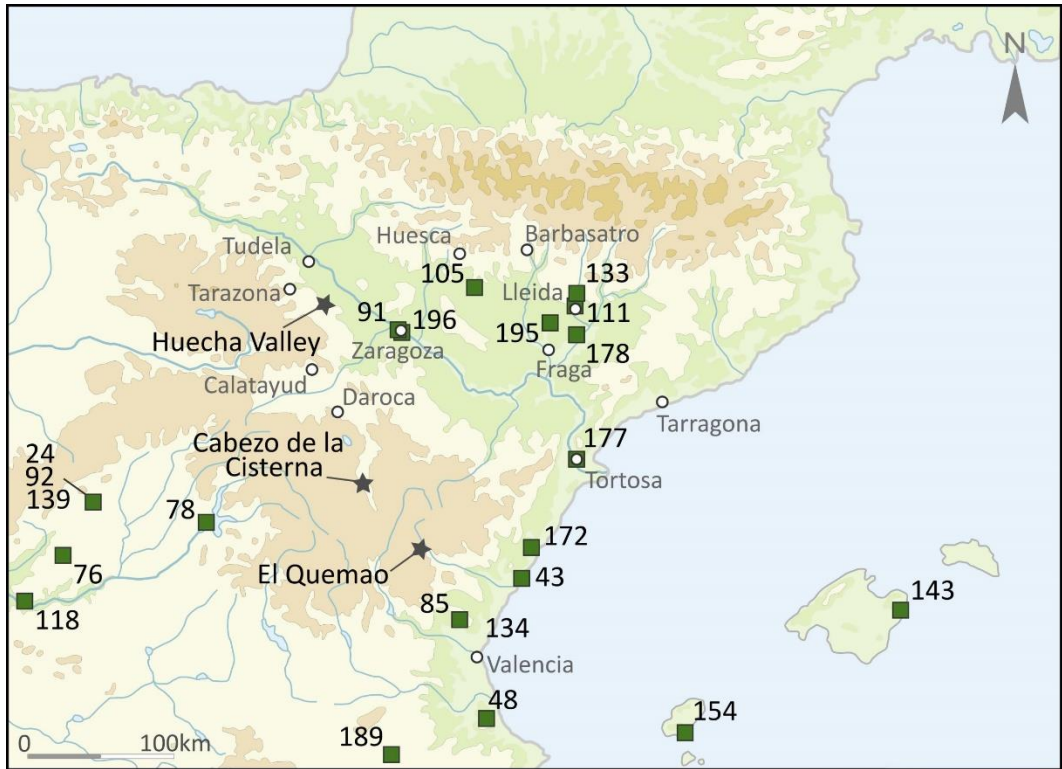 N
Tudela
Huesca
Barbasatro
105
133
Tarazona
Lleida
91
196
111
Huecha Valley
195
Zaragoza
178
Fraga
Calatayud
Daroca
Tarragona
Cabezo de la
Cisterna
177
Tortosa
24
92
139
78
172
76
El Quemao
43
118
85
143
134
Valencia
48
154
189
0
100km